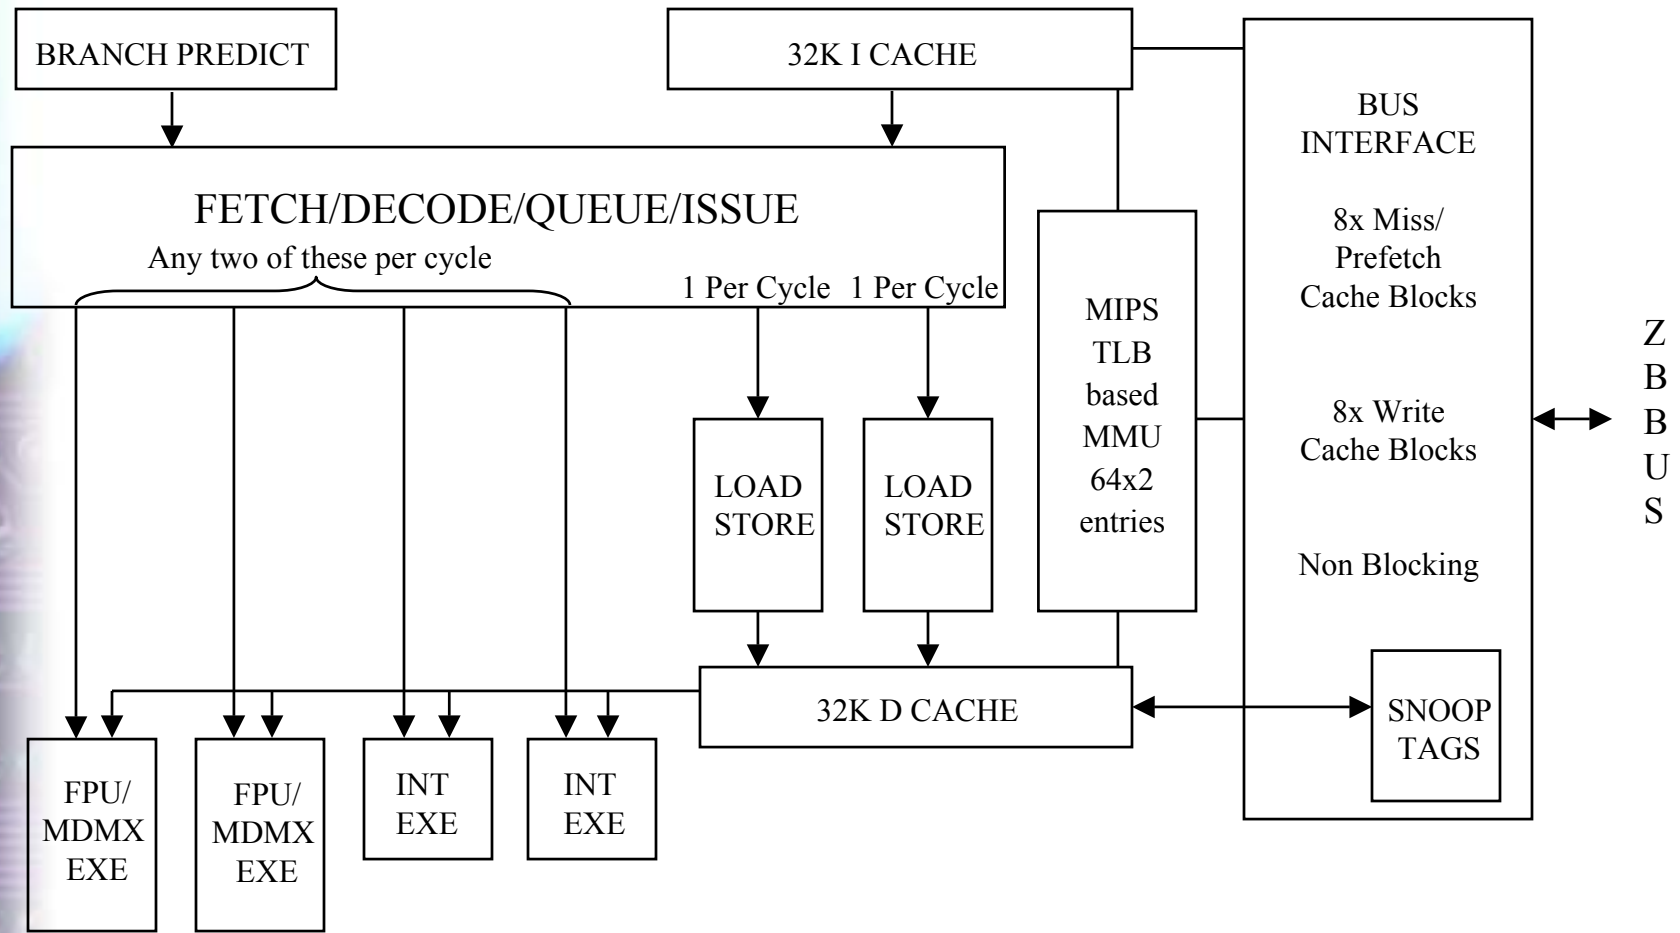 BRANCH PREDICT
32K I CACHE
FETCH/DECODE/QUEUE/ISSUE
Any two of these per cycle
1 Per Cycle
1 Per Cycle
LOAD
STORE
LOAD
STORE
MIPS
TLB
based
MMU
64x2
entries
BUS
INTERFACE
8x Miss/
Prefetch
Cache Blocks
8x Write
Cache Blocks
Non Blocking
SNOOP
TAGS
Z
B
B
U
S
32K D CACHE
FPU/
MDMX
EXE
FPU/
MDMX
EXE
INT
EXE
INT
EXE